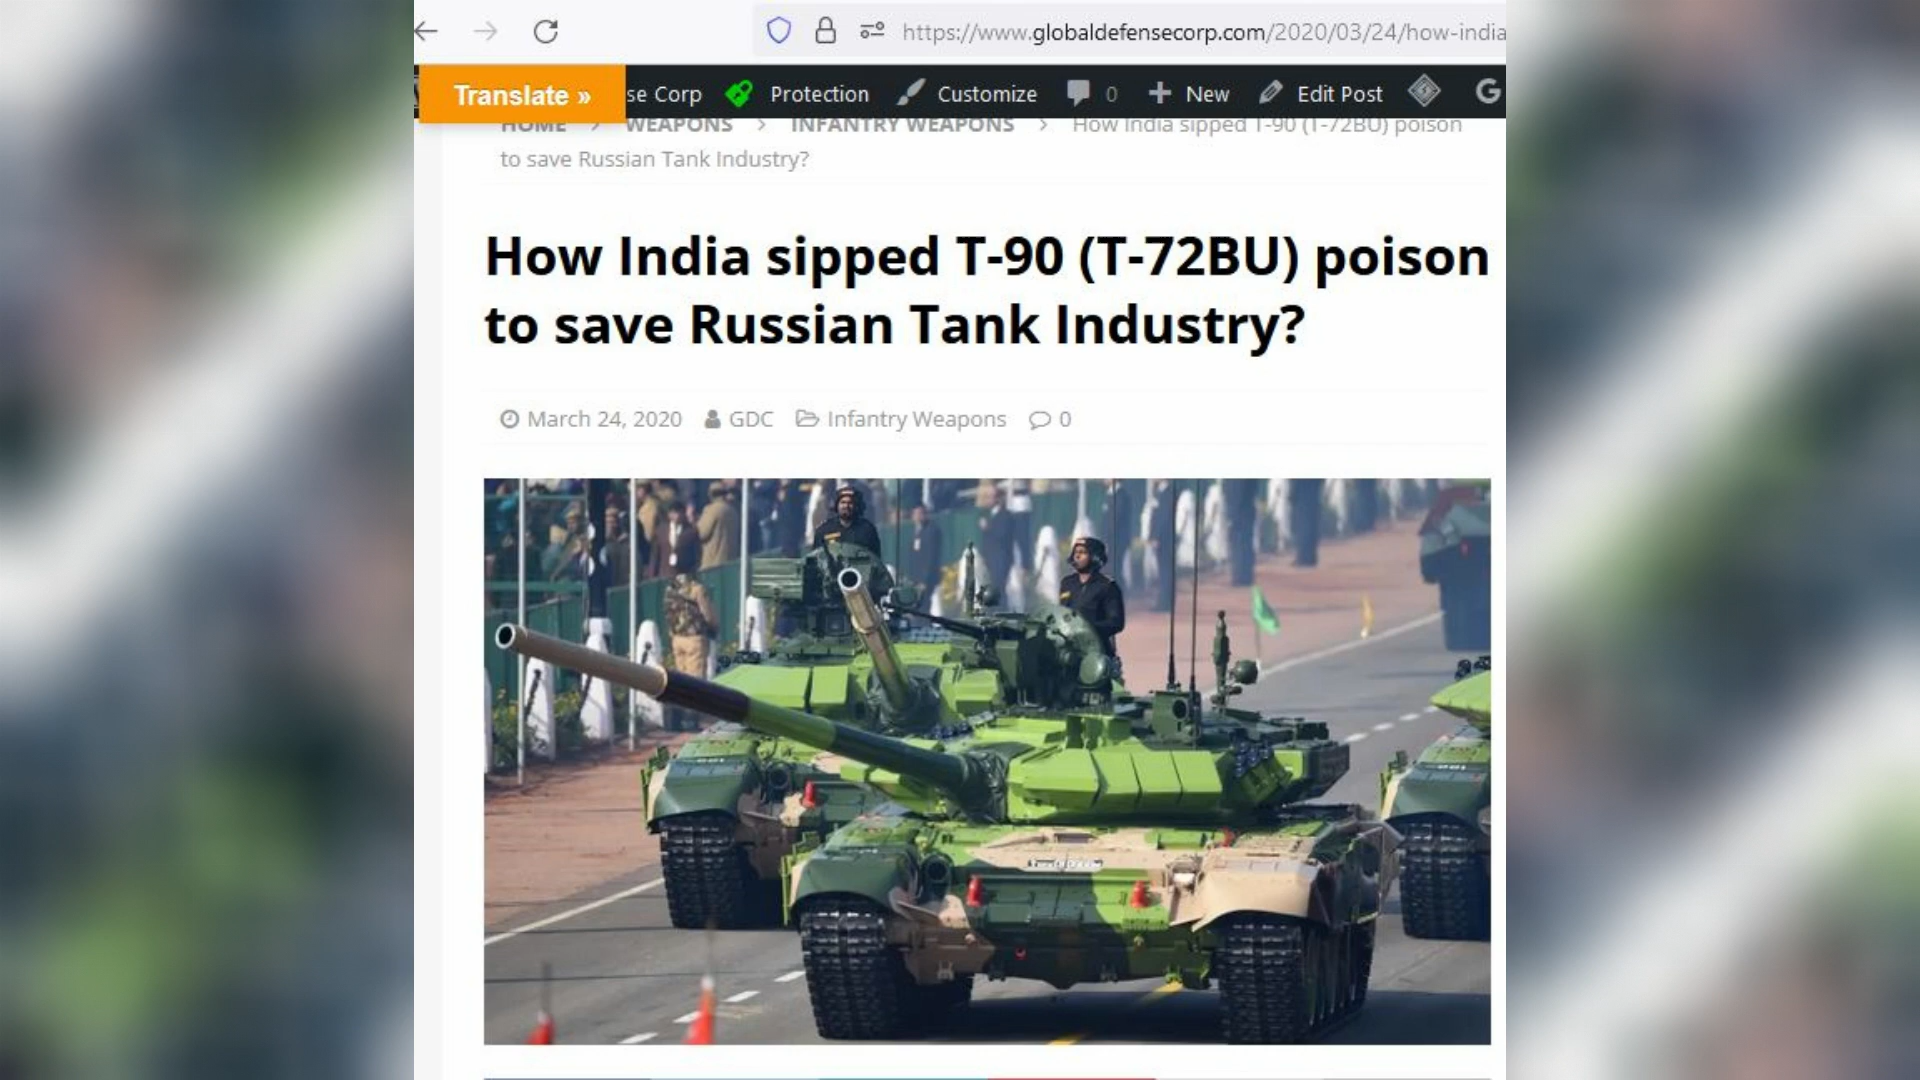 https://www.globaldefensecorp.com/2020/03/24/how-india
Translate »
se Corp Protection Customize 0 New Edit Post
HOME > WEAPONS > INFANTRY WEAPONS > How India sipped T-90 (T-72BU) poison
to save Russian Tank Industry?
How India sipped T-90 (T-72BU) poison
to save Russian Tank Industry?
March 24, 2020 GDC Infantry Weapons 0